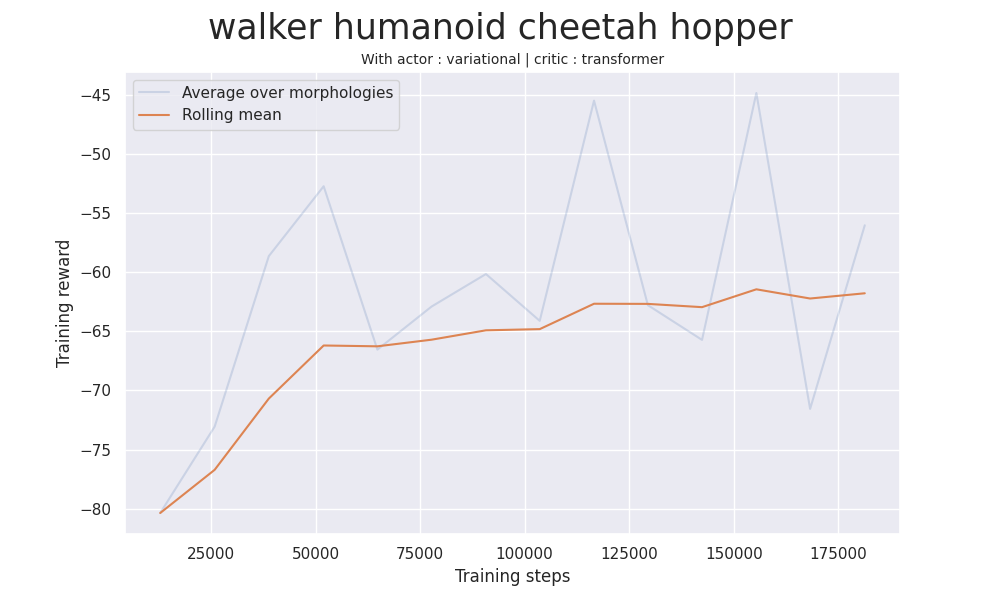 walker humanoid cheetah hopper
With actor : variational | critic : transformer
Average over morphologies
Rolling mean
Training reward
−45
−50
−55
−60
−65
−70
−75
−80
25000 50000 75000 100000 125000 150000 175000
Training steps